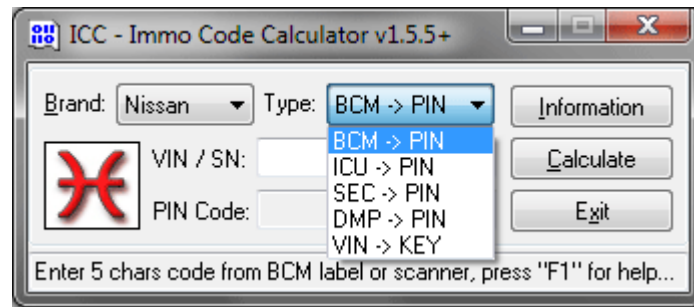 ICC - Immo Code Calculator v1.5.5+
Brand: Nissan Type: BCM -> PIN Information
BCM -> PIN
VIN / SN: ICU -> PIN Calculate
SEC -> PIN
PIN Code: DMP -> PIN Exit
VIN -> KEY
Enter 5 chars code from BCM label or scanner, press "F1" for help...